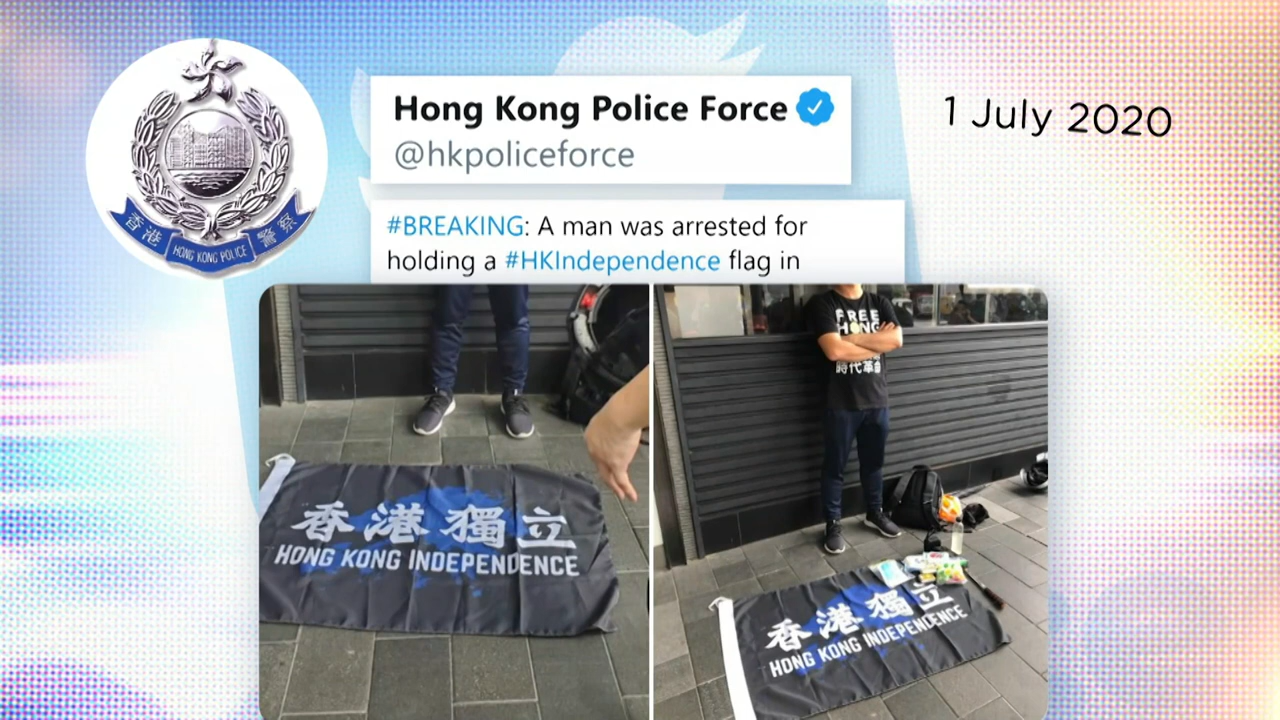 Hong Kong Police Force
@hkpoliceforce
1 July 2020
#BREAKING: A man was arrested for
holding a #HKIndependence flag in
香港
HONG KONG POLICE
警察
香港獨立
HONG KONG INDEPENDENCE
FREE
HONG
時代革命
香港獨立
HONG KONG INDEPENDENCE